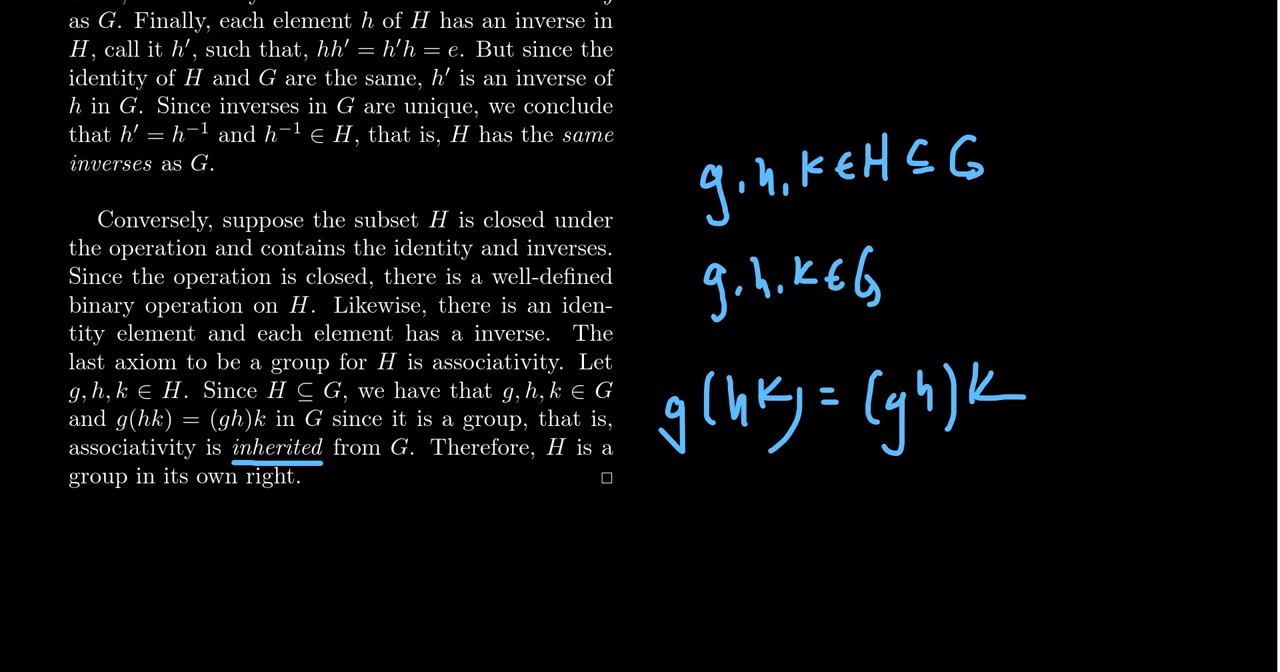 as G. Finally, each element h of H has an inverse in
H, call it h′, such that, hh′ = h′h = e. But since the
identity of H and G are the same, h′ is an inverse of
h in G. Since inverses in G are unique, we conclude
that h′ = h⁻¹ and h⁻¹ ∈ H, that is, H has the same
inverses as G.
Conversely, suppose the subset H is closed under
the operation and contains the identity and inverses.
Since the operation is closed, there is a well-defined
binary operation on H. Likewise, there is an iden-
tity element and each element has a inverse. The
last axiom to be a group for H is associativity. Let
g, h, k ∈ H. Since H ⊆ G, we have that g, h, k ∈ G
and g(hk) = (gh)k in G since it is a group, that is,
associativity is inherited from G. Therefore, H is a
group in its own right. □
g, h, k ∈ H ⊆ G
g, h, k ∈ G
g(hk) = (gh)k